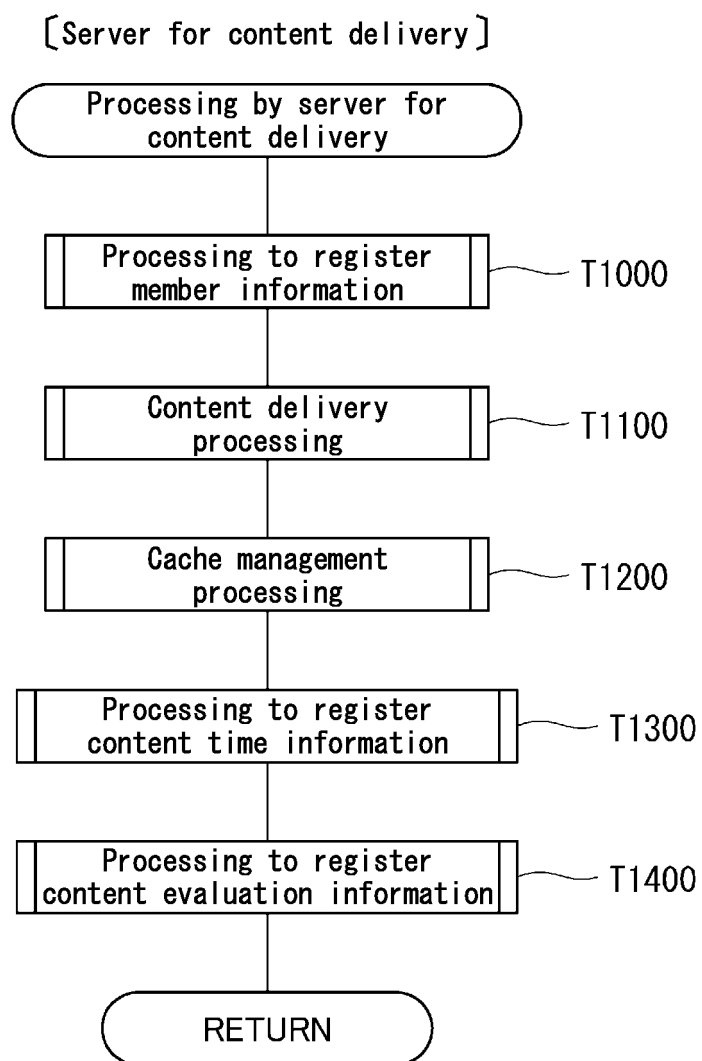 [Server for content delivery]
Processing by server for
content delivery
Processing to register
member information
T1000
Content delivery
processing
T1100
Cache management
processing
T1200
Processing to register
content time information
T1300
Processing to register
content evaluation information
T1400
RETURN